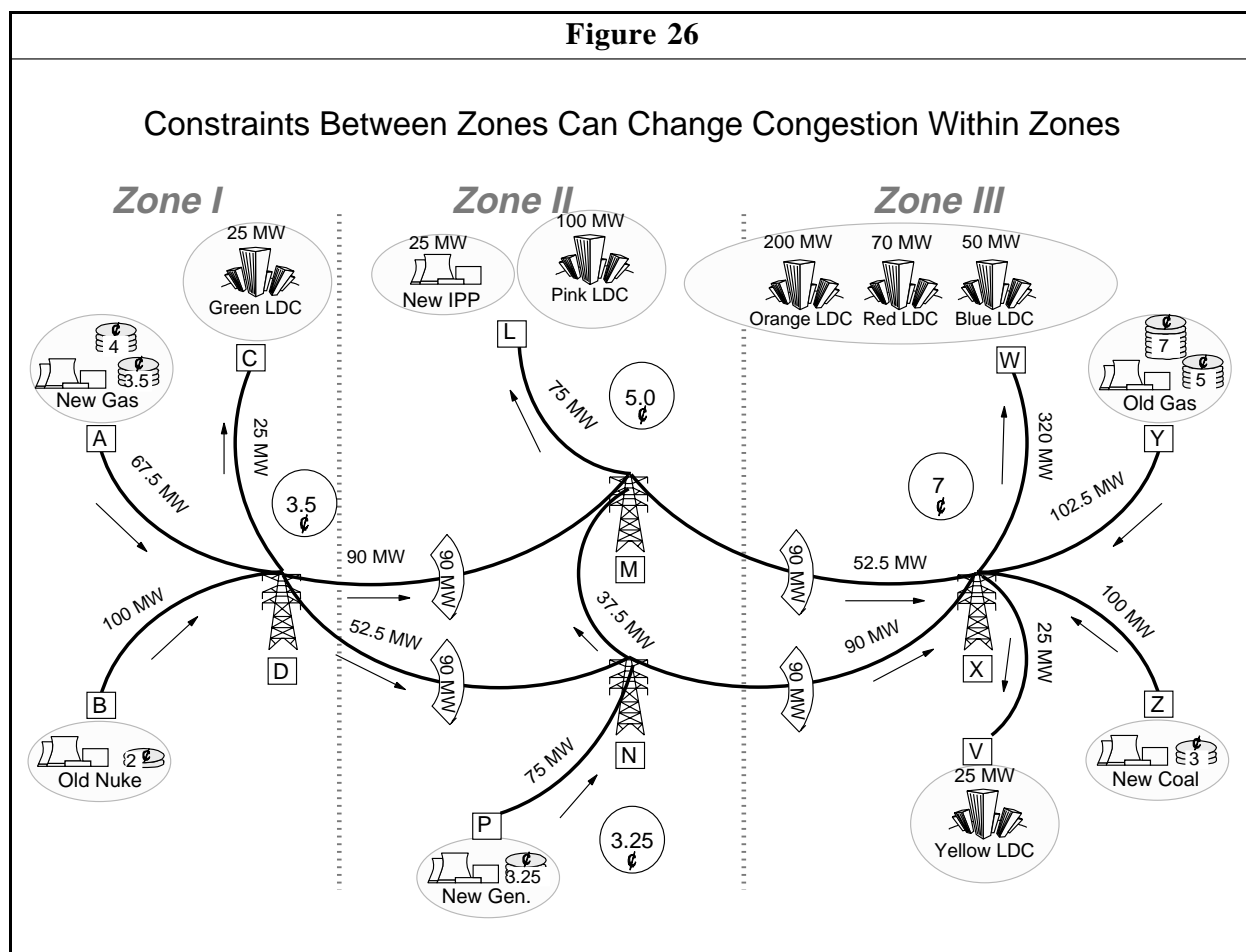 Figure 26
Constraints Between Zones Can Change Congestion Within Zones
Zone I
Zone II
Zone III
25 MW
Green LDC
25 MW
New IPP
100 MW
Pink LDC
200 MW
70 MW
50 MW
Orange LDC
Red LDC
Blue LDC
¢
4
¢
3.5
New Gas
¢
7
¢
5
Old Gas
A
C
L
W
Y
67.5 MW
25 MW
75 MW
5.0
¢
320 MW
102.5 MW
3.5
¢
7
¢
90 MW
90 MW
M
90 MW
52.5 MW
100 MW
D
52.5 MW
90 MW
37.5 MW
N
90 MW
90 MW
X
25 MW
100 MW
B
2 ¢
Old Nuke
75 MW
P
¢
3.25
New Gen.
3.25
¢
V
25 MW
Yellow LDC
Z
¢
3
New Coal